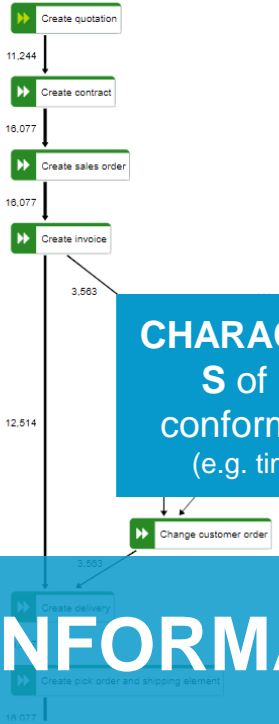 Create quotation
11,244
Create contract
16,077
Create sales order
16,077
Create invoice
3,563
CHARAC
S of
conform
(e.g. tir
12,514
Change customer order
3,563
Create delivery
NFORMA
Create pick order and shipping element
16,077